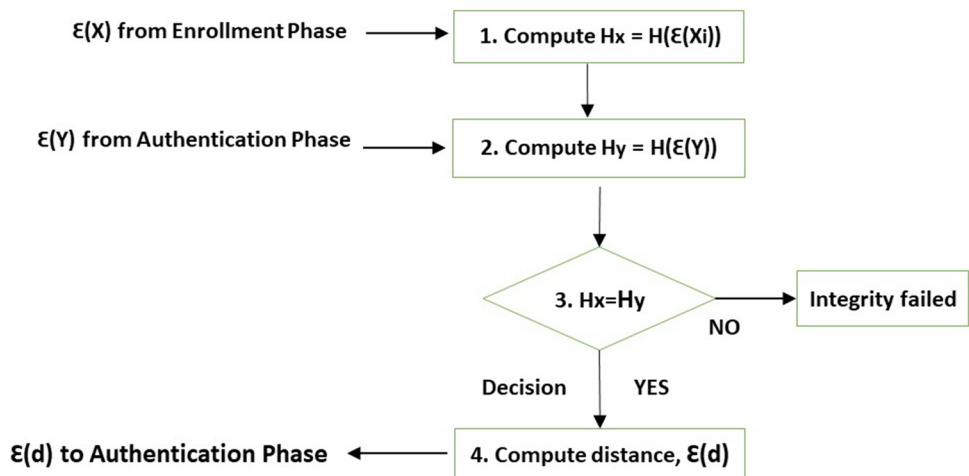 Ɛ(X) from Enrollment Phase
1. Compute Hx = H(Ɛ(Xi))
Ɛ(Y) from Authentication Phase
2. Compute Hy = H(Ɛ(Y))
3. Hx=Hy
NO
Integrity failed
Decision
YES
Ɛ(d) to Authentication Phase
4. Compute distance, Ɛ(d)